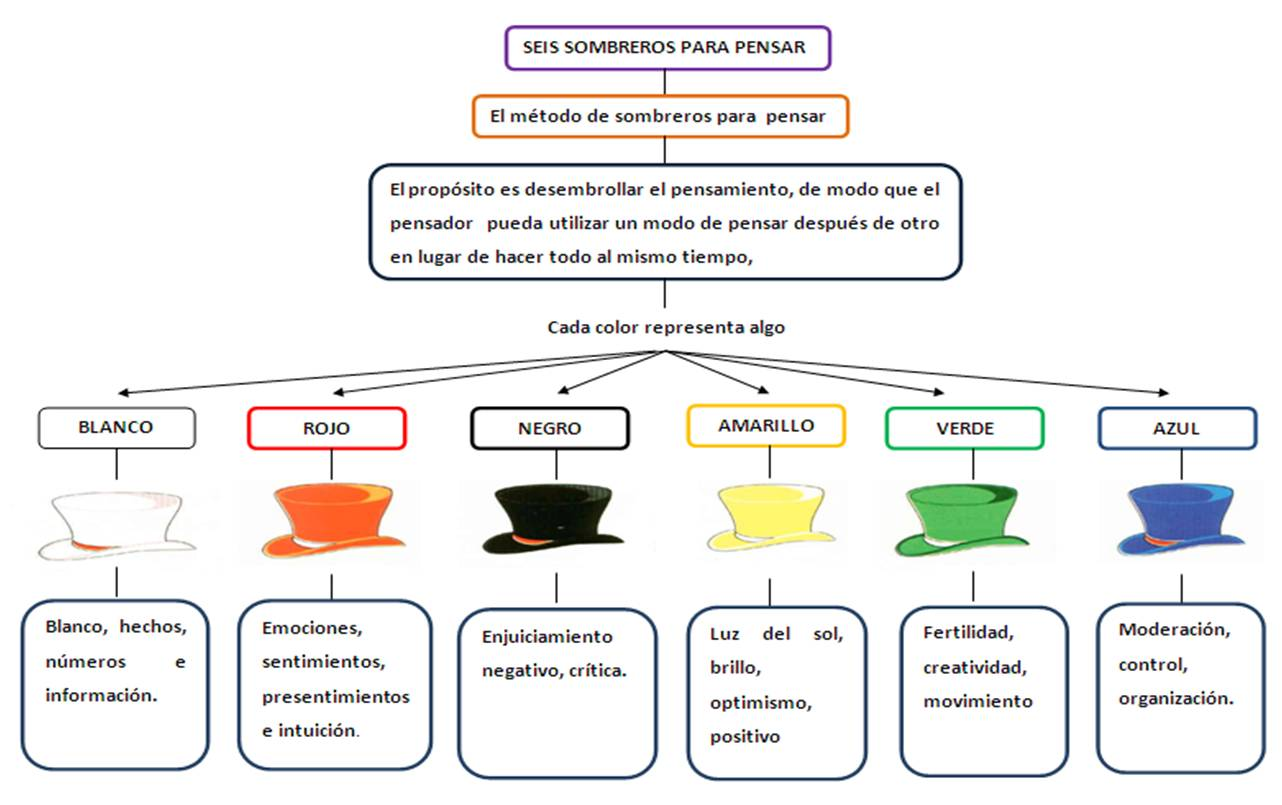 SEIS SOMBREROS PARA PENSAR
El método de sombreros para pensar
El propósito es desembrollar el pensamiento, de modo que el
pensador pueda utilizar un modo de pensar después de otro
en lugar de hacer todo al mismo tiempo,
Cada color representa algo
BLANCO
ROJO
NEGRO
AMARILLO
VERDE
AZUL
Blanco, hechos,
números e
información.
Emociones,
sentimientos,
presentimientos
e intuición.
Enjuiciamiento
negativo, crítica.
Luz del sol,
brillo,
optimismo,
positivo
Fertilidad,
creatividad,
movimiento
Moderación,
control,
organización.